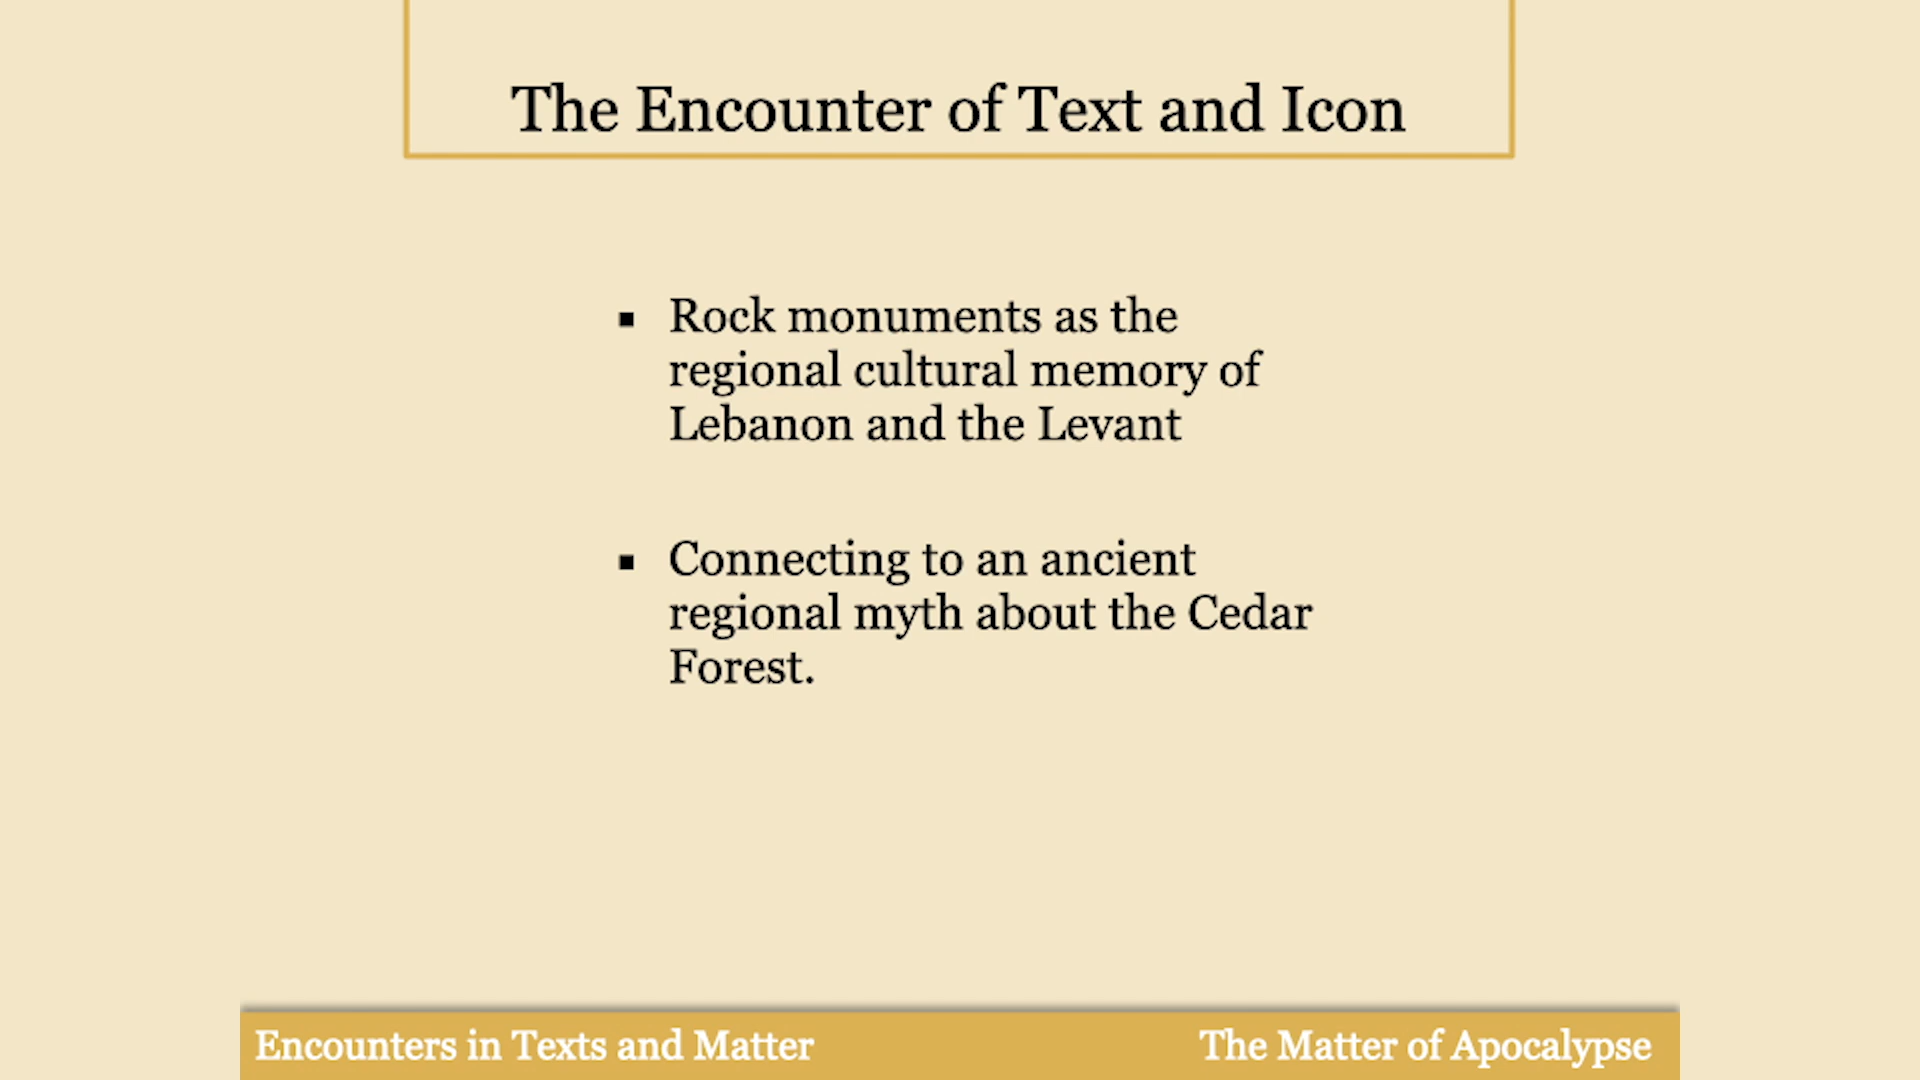 The Encounter of Text and Icon
▪ Rock monuments as the
regional cultural memory of
Lebanon and the Levant
▪ Connecting to an ancient
regional myth about the Cedar
Forest.
Encounters in Texts and Matter
The Matter of Apocalypse